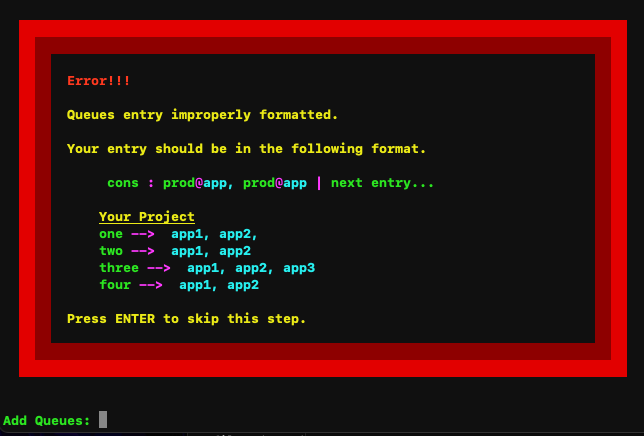 Error!!!
Queues entry improperly formatted.
Your entry should be in the following format.
cons : prod@app, prod@app | next entry...
Your Project
one -->  app1, app2,
two -->  app1, app2
three -->  app1, app2, app3
four -->  app1, app2
Press ENTER to skip this step.
Add Queues: